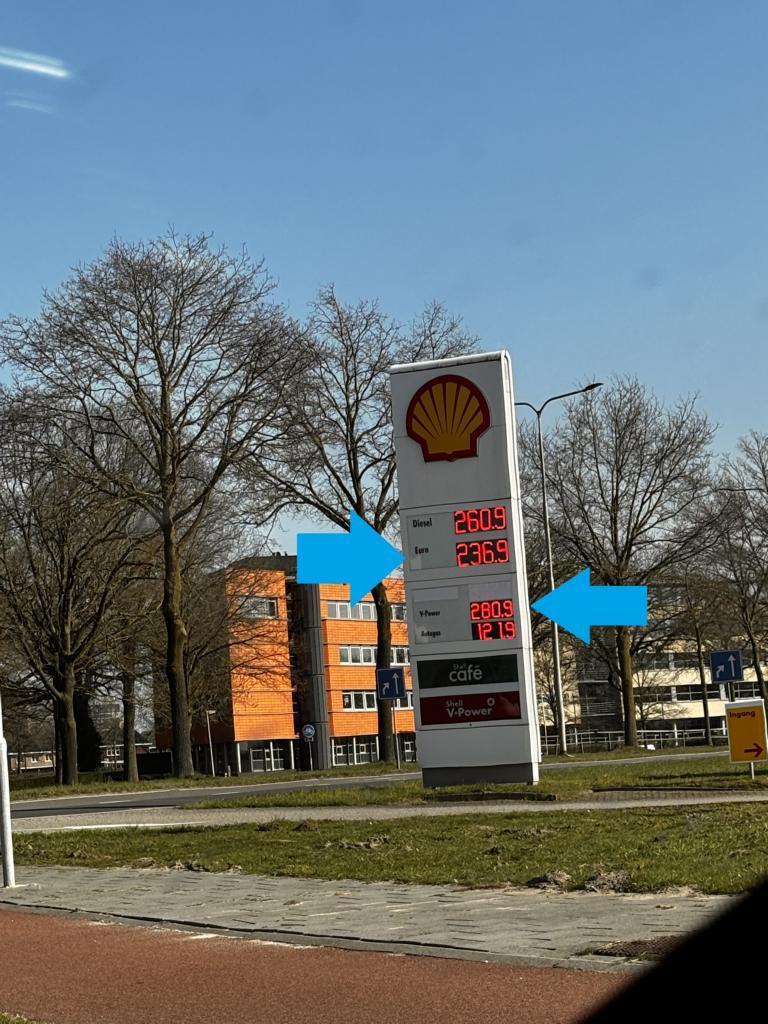 Diesel 260.9
Euro 236.9
V-Power 280.9
Autogas 121.9
Shell
café
Shell
V-Power
Ingang